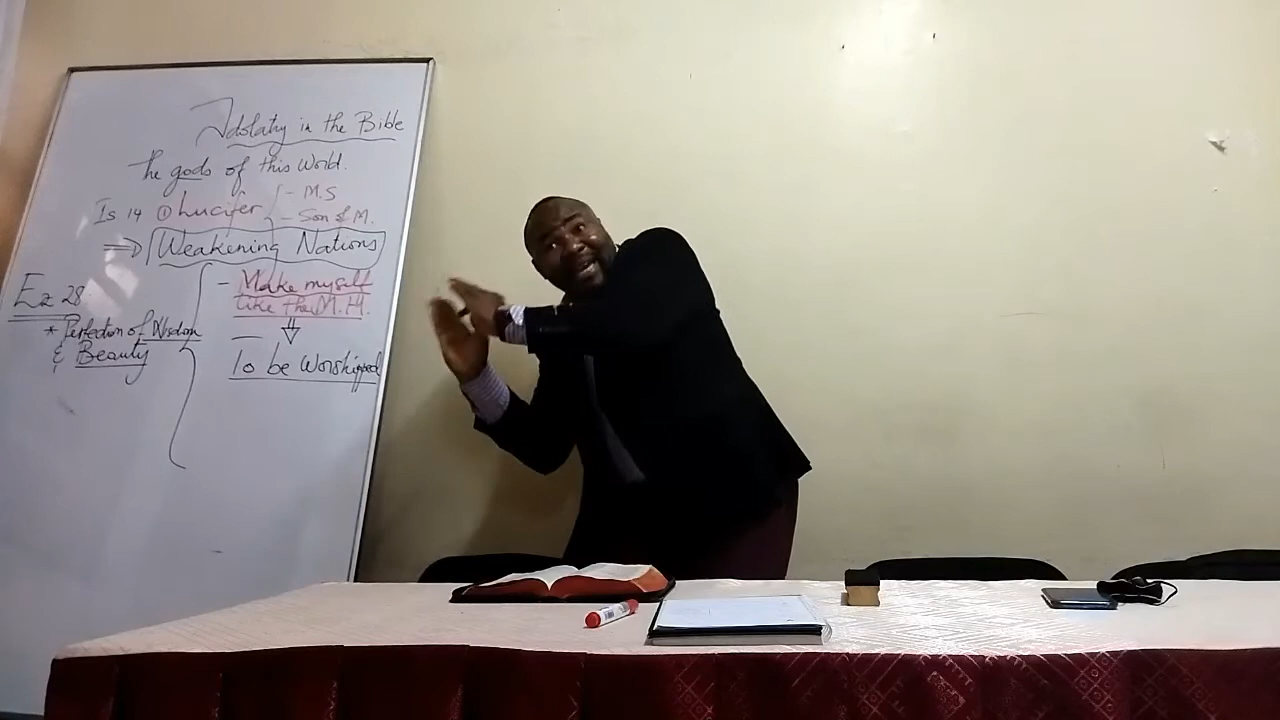 Idolatry in the Bible
The gods of this World.
Is 14 ① Lucifer { - M.S
- Son of M.
⇒ Weakening Nations
Ez 28
- Make myself
like the M.H.
* Perfection of Wisdom
& Beauty
To be Worshipped